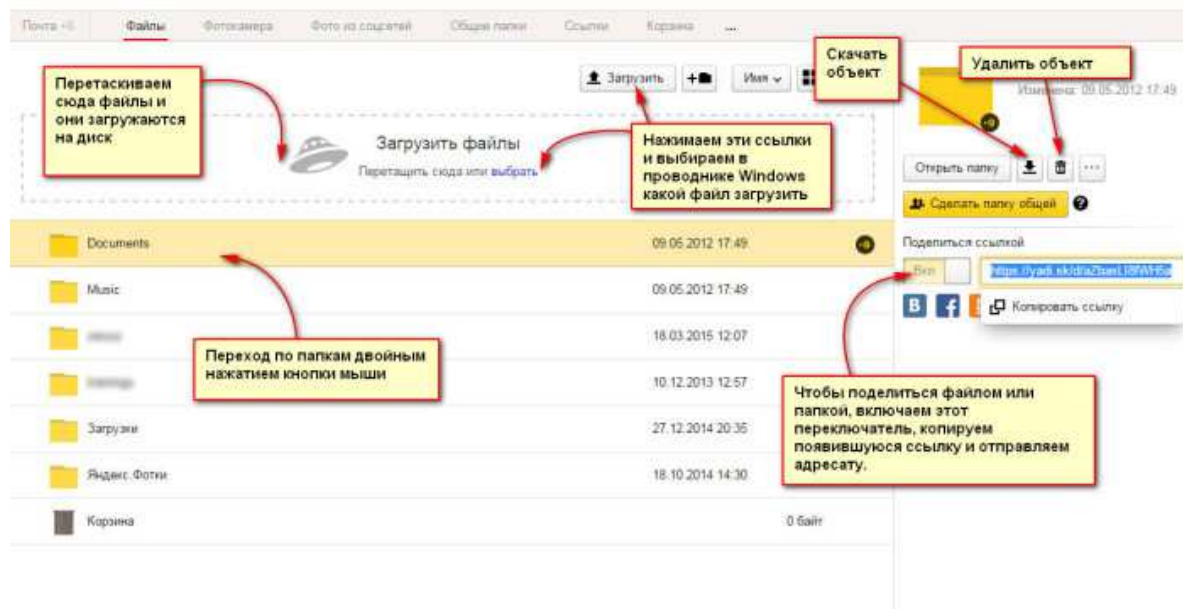 Почта
Файлы
Фотокамера
Фото из соцсетей
Общие папки
Ссылки
Корзина
...
Перетаскиваем
сюда файлы и
они загружаются
на диск
Загрузить
Имя
Скачать
объект
Удалить объект
Изменена: 09.05.2012 17:49
Загрузить файлы
Перетащить сюда или выбрать
Нажимаем эти ссылки
и выбираем в
проводнике Windows
какой файл загрузить
Открыть папку
Сделать папку общей
Documents 09.05.2012 17:49
Поделиться ссылкой
Вкл
Music 09.05.2012 17:49
Копировать ссылку
18.03.2015 12:07
Переход по папкам двойным
нажатием кнопки мыши
10.12.2013 12:57
Чтобы поделиться файлом или
папкой, включаем этот
переключатель, копируем
появившуюся ссылку и отправляем
адресату.
Загрузки 27.12.2014 20:35
Яндекс.Фотки 18.10.2014 14:30
Корзина 0 байт